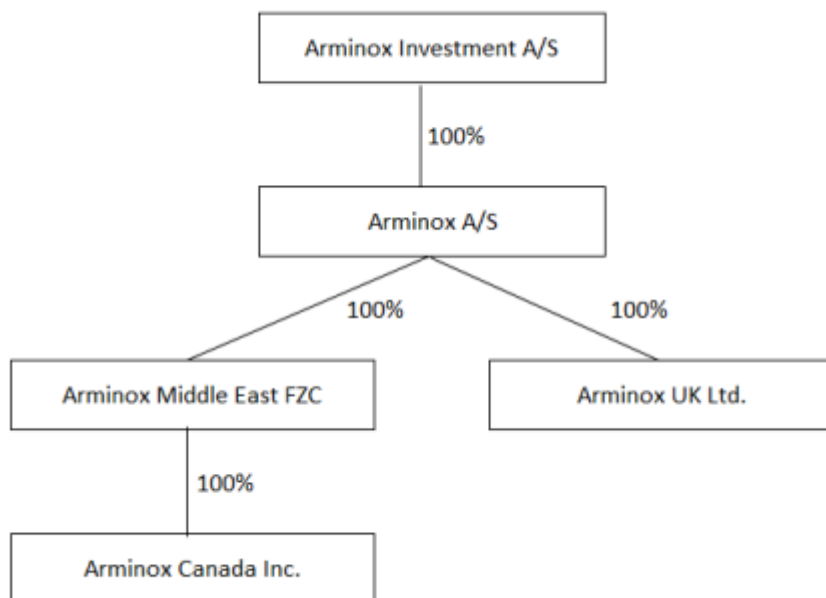 Arminox Investment A/S
100%
Arminox A/S
100%
100%
Arminox Middle East FZC
Arminox UK Ltd.
100%
Arminox Canada Inc.